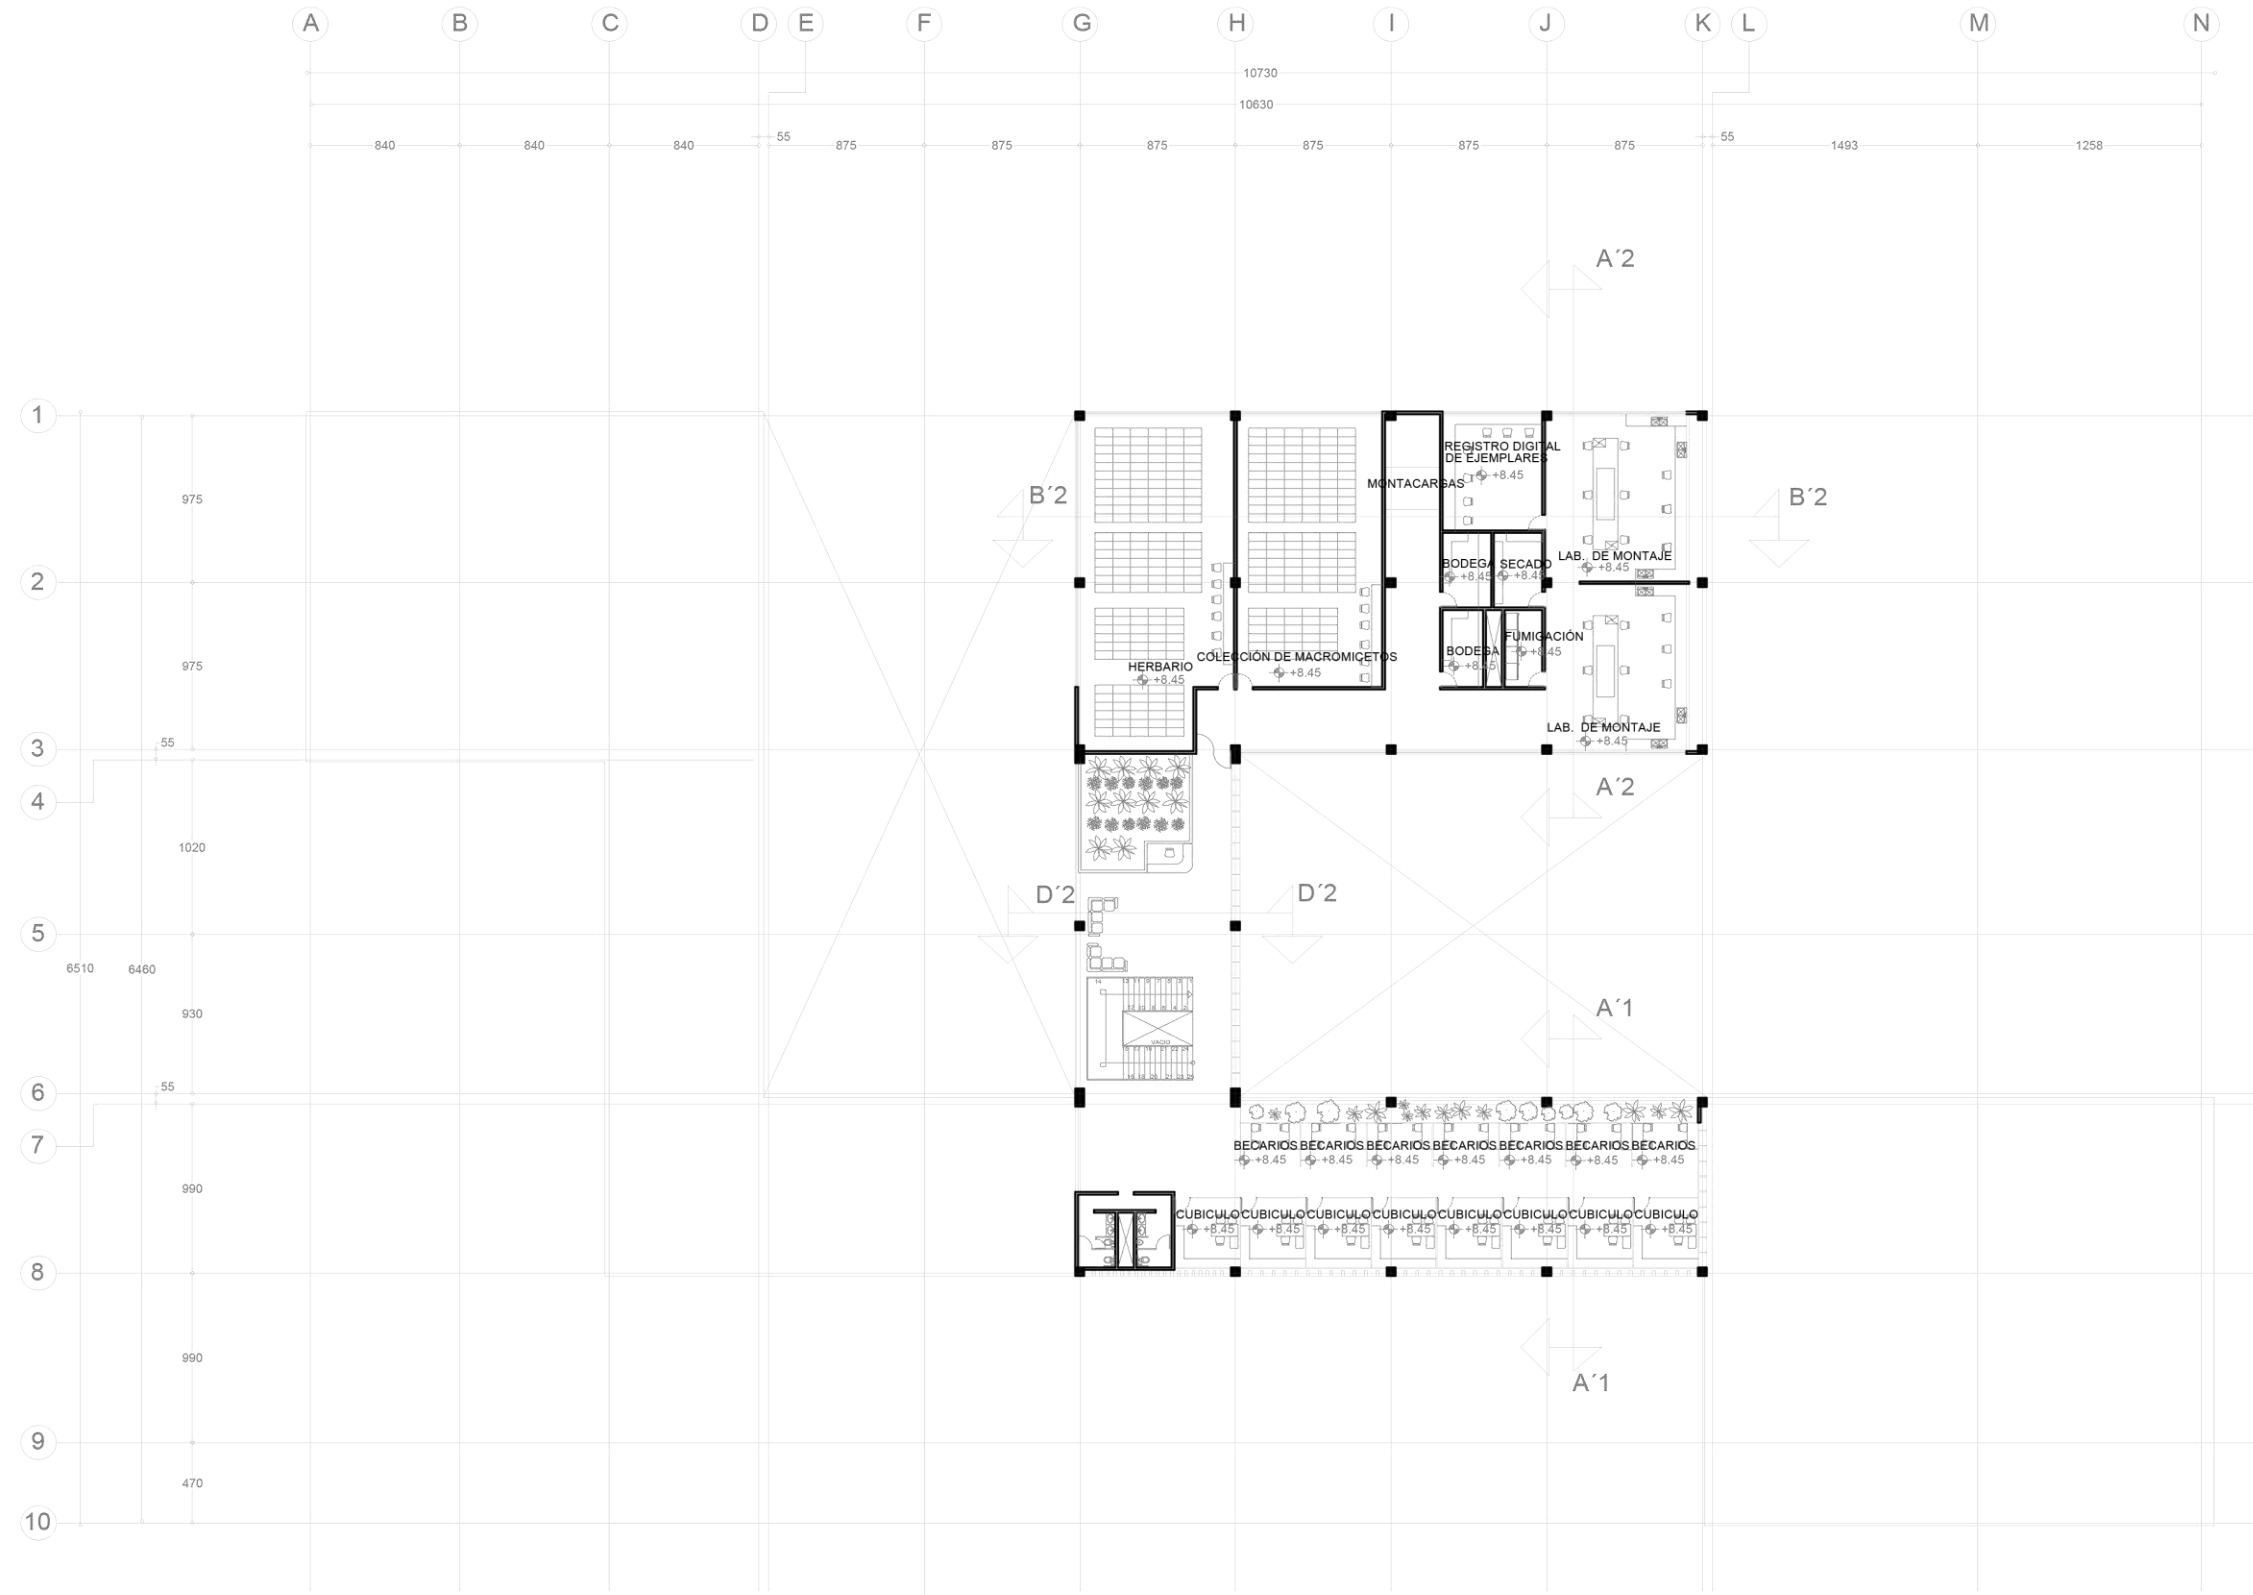 A B C D E F G H I J K L M N
10730
10630
55 55
840 840 840 875 875 875 875 875 875 1493 1258
A´2
1
REGISTRO DIGITAL
DE EJEMPLARES
+8.45
MONTACARGAS
B´2 B´2
975
LAB. DE MONTAJE
+8.45
BODEGA SECADO
+8.45 +8.45
2
FUMIGACIÓN
+8.45
BODEGA
+8.45
COLECCIÓN DE MACROMICETOS
+8.45
HERBARIO
+8.45
975
LAB. DE MONTAJE
+8.45
55
3
A´2
4
1020
D´2 D´2
5
6510 6460
14
VACIO
930
A´1
55
6
7
BECARIOS BECARIOS BECARIOS BECARIOS BECARIOS BECARIOS BECARIOS
+8.45 +8.45 +8.45 +8.45 +8.45 +8.45 +8.45
990
CUBICULO CUBICULO CUBICULO CUBICULO CUBICULO CUBICULO CUBICULO CUBICULO
+8.45 +8.45 +8.45 +8.45 +8.45 +8.45 +8.45 +8.45
8
990
A´1
9
470
10